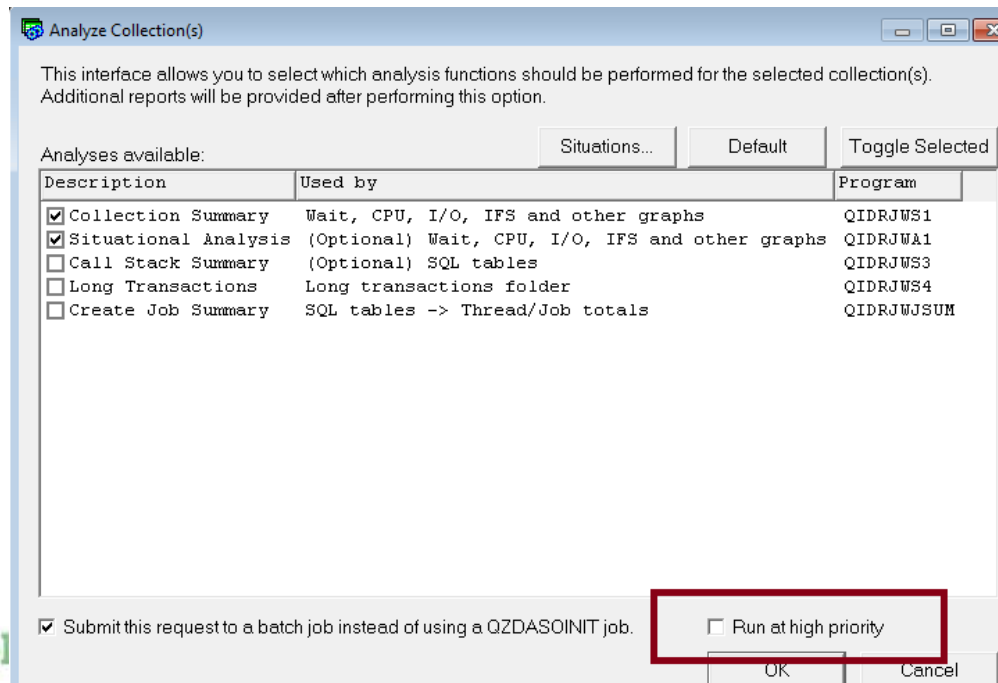 Analyze Collection(s)
This interface allows you to select which analysis functions should be performed for the selected collection(s).
Additional reports will be provided after performing this option.
Situations... Default Toggle Selected
Analyses available:
Description Used by Program
Collection Summary Wait, CPU, I/O, IFS and other graphs QIDRJWS1
Situational Analysis (Optional) Wait, CPU, I/O, IFS and other graphs QIDRJWA1
Call Stack Summary (Optional) SQL tables QIDRJWS3
Long Transactions Long transactions folder QIDRJWS4
Create Job Summary SQL tables -> Thread/Job totals QIDRJWJSUM
Submit this request to a batch job instead of using a QZDASOINIT job. Run at high priority
OK Cancel